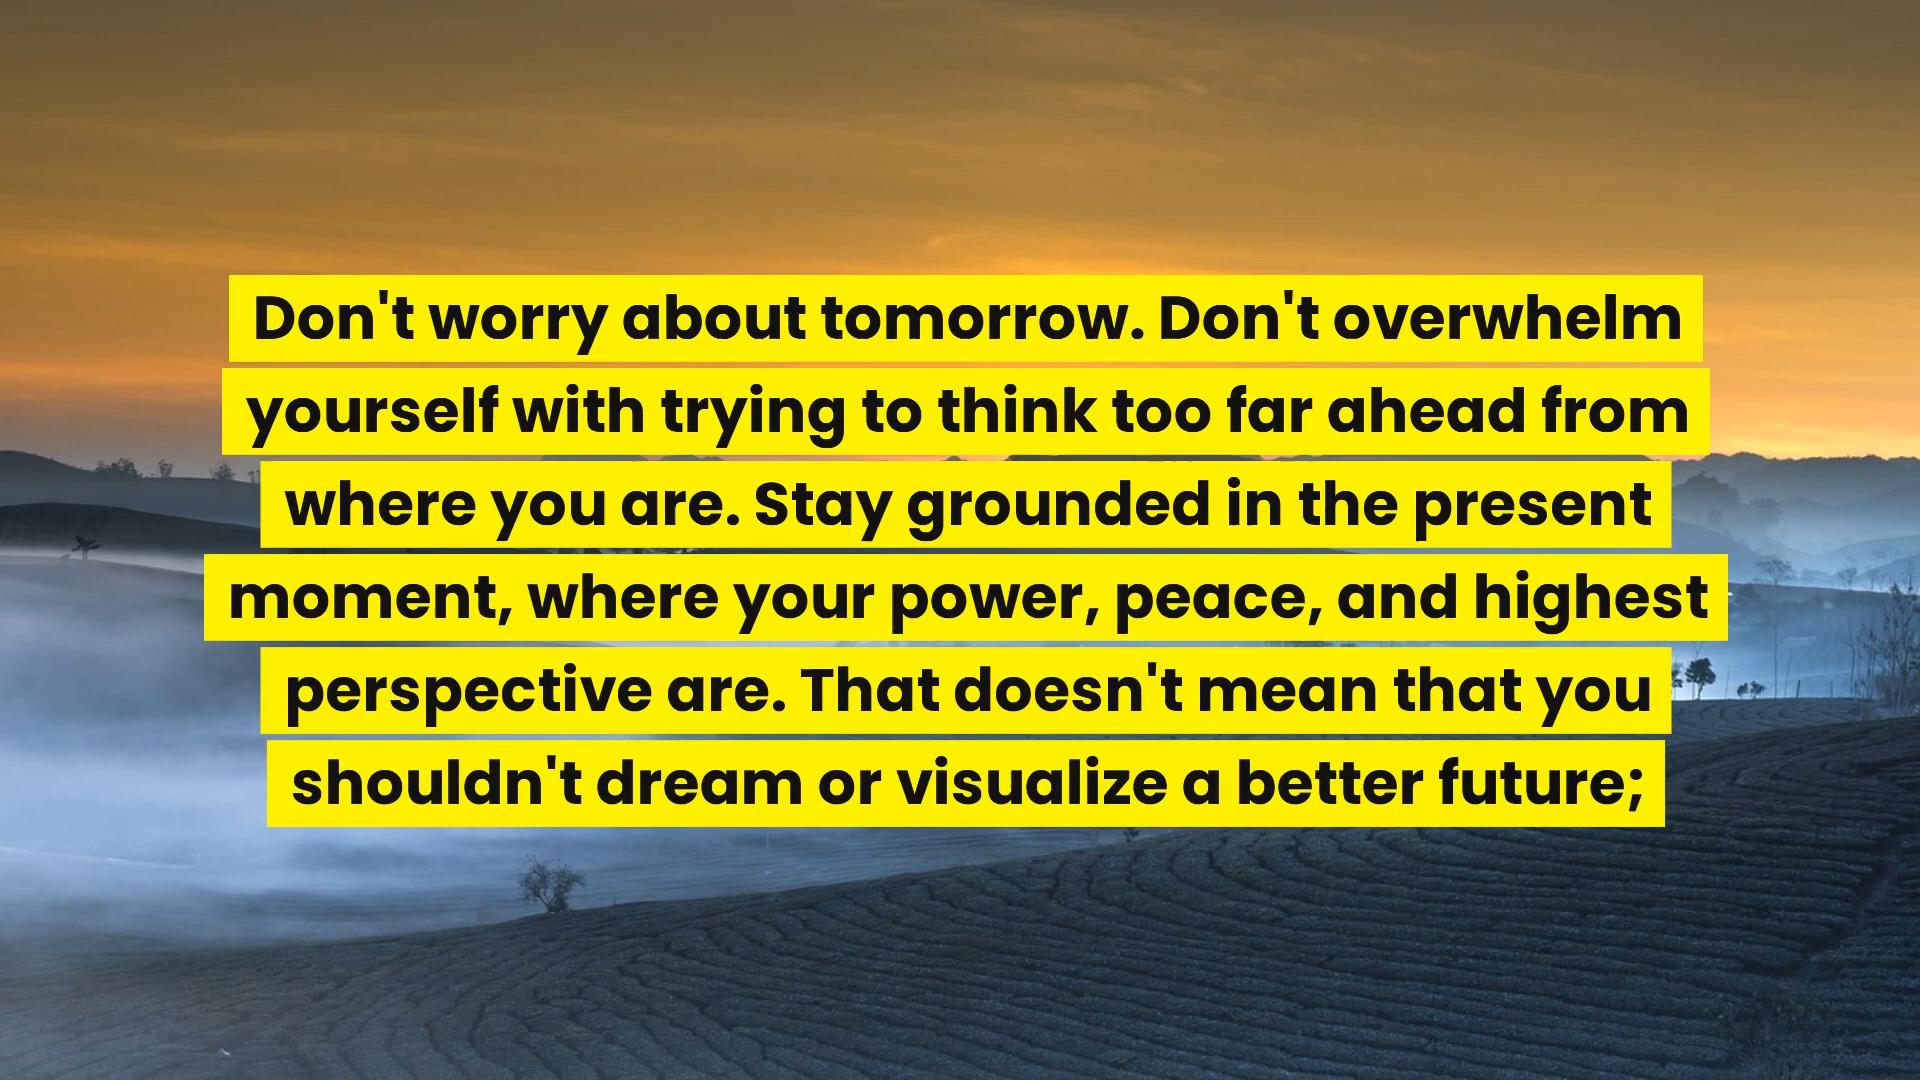 Don't worry about tomorrow. Don't overwhelm
yourself with trying to think too far ahead from
where you are. Stay grounded in the present
moment, where your power, peace, and highest
perspective are. That doesn't mean that you
shouldn't dream or visualize a better future;